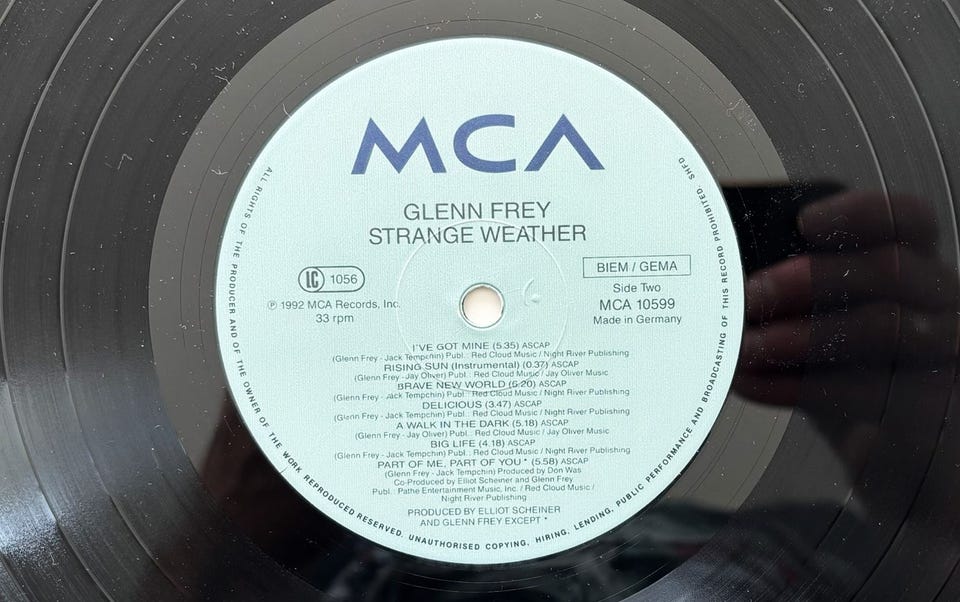 MCA
GLENN FREY
STRANGE WEATHER
LC 1056
℗ 1992 MCA Records, Inc.
33 rpm
BIEM / GEMA
Side Two
MCA 10599
Made in Germany
I'VE GOT MINE (5.35) ASCAP
(Glenn Frey - Jack Tempchin) Publ.: Red Cloud Music / Night River Publishing
RISING SUN (Instrumental) (0.37) ASCAP
(Glenn Frey - Jay Oliver) Publ.: Red Cloud Music / Jay Oliver Music
BRAVE NEW WORLD (6.20) ASCAP
(Glenn Frey - Jack Tempchin) Publ.: Red Cloud Music / Night River Publishing
DELICIOUS (3.47) ASCAP
(Glenn Frey - Jack Tempchin) Publ.: Red Cloud Music / Night River Publishing
A WALK IN THE DARK (5.18) ASCAP
(Glenn Frey - Jay Oliver) Publ.: Red Cloud Music / Jay Oliver Music
BIG LIFE (4.18) ASCAP
(Glenn Frey - Jack Tempchin) Publ.: Red Cloud Music / Night River Publishing
PART OF ME, PART OF YOU * (5.58) ASCAP
(Glenn Frey - Jack Tempchin) Produced by Don Was
Co-Produced by Elliot Scheiner and Glenn Frey
Publ.: Pathe Entertainment Music, Inc. / Red Cloud Music /
Night River Publishing
PRODUCED BY ELLIOT SCHEINER
AND GLENN FREY EXCEPT *
ALL RIGHTS OF THE PRODUCER AND OF THE OWNER OF THE WORK REPRODUCED RESERVED. UNAUTHORISED COPYING, HIRING, LENDING, PUBLIC PERFORMANCE AND BROADCASTING OF THIS RECORD PROHIBITED. SHFD